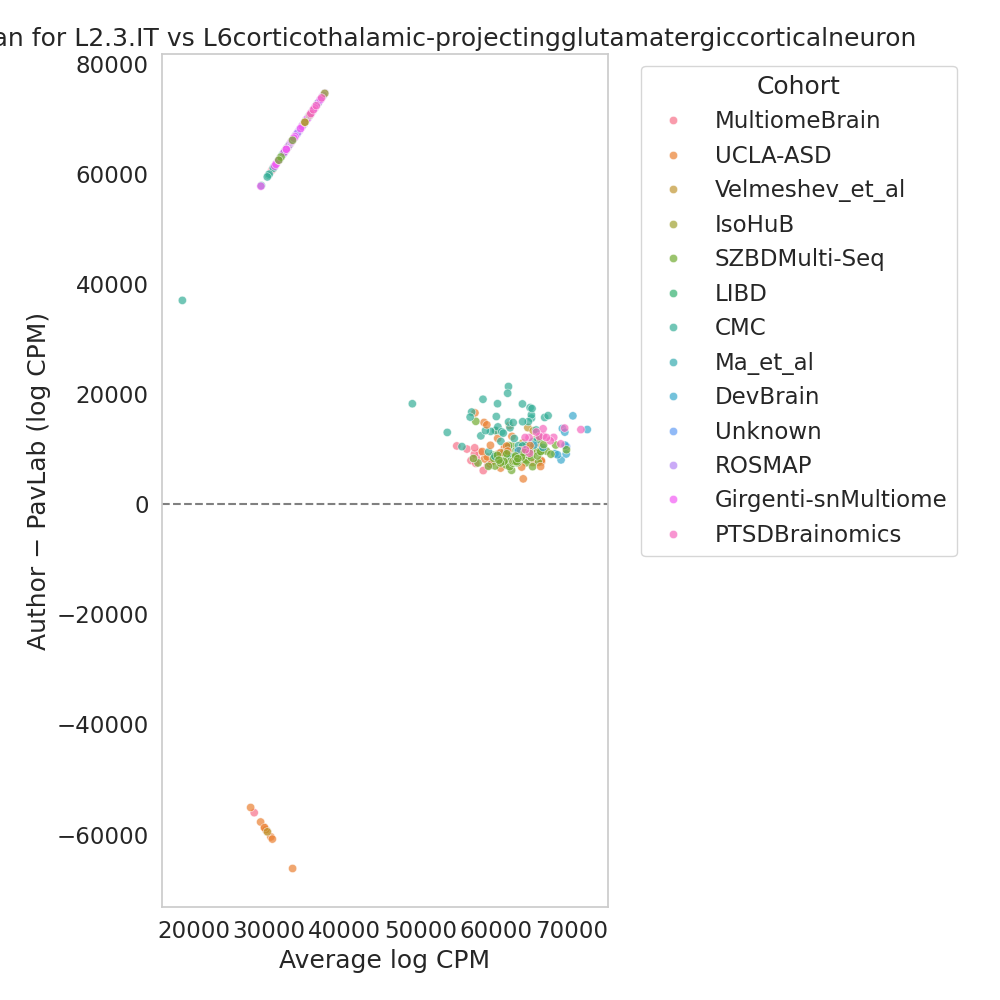 an for L2.3.IT vs L6corticothalamic-projectingglutamatergiccorticalneuron
80000
60000
40000
20000
0
−20000
−40000
−60000
Author − PavLab (log CPM)
20000 30000 40000 50000 60000 70000
Average log CPM
Cohort
MultiomeBrain
UCLA-ASD
Velmeshev_et_al
IsoHuB
SZBDMulti-Seq
LIBD
CMC
Ma_et_al
DevBrain
Unknown
ROSMAP
Girgenti-snMultiome
PTSDBrainomics